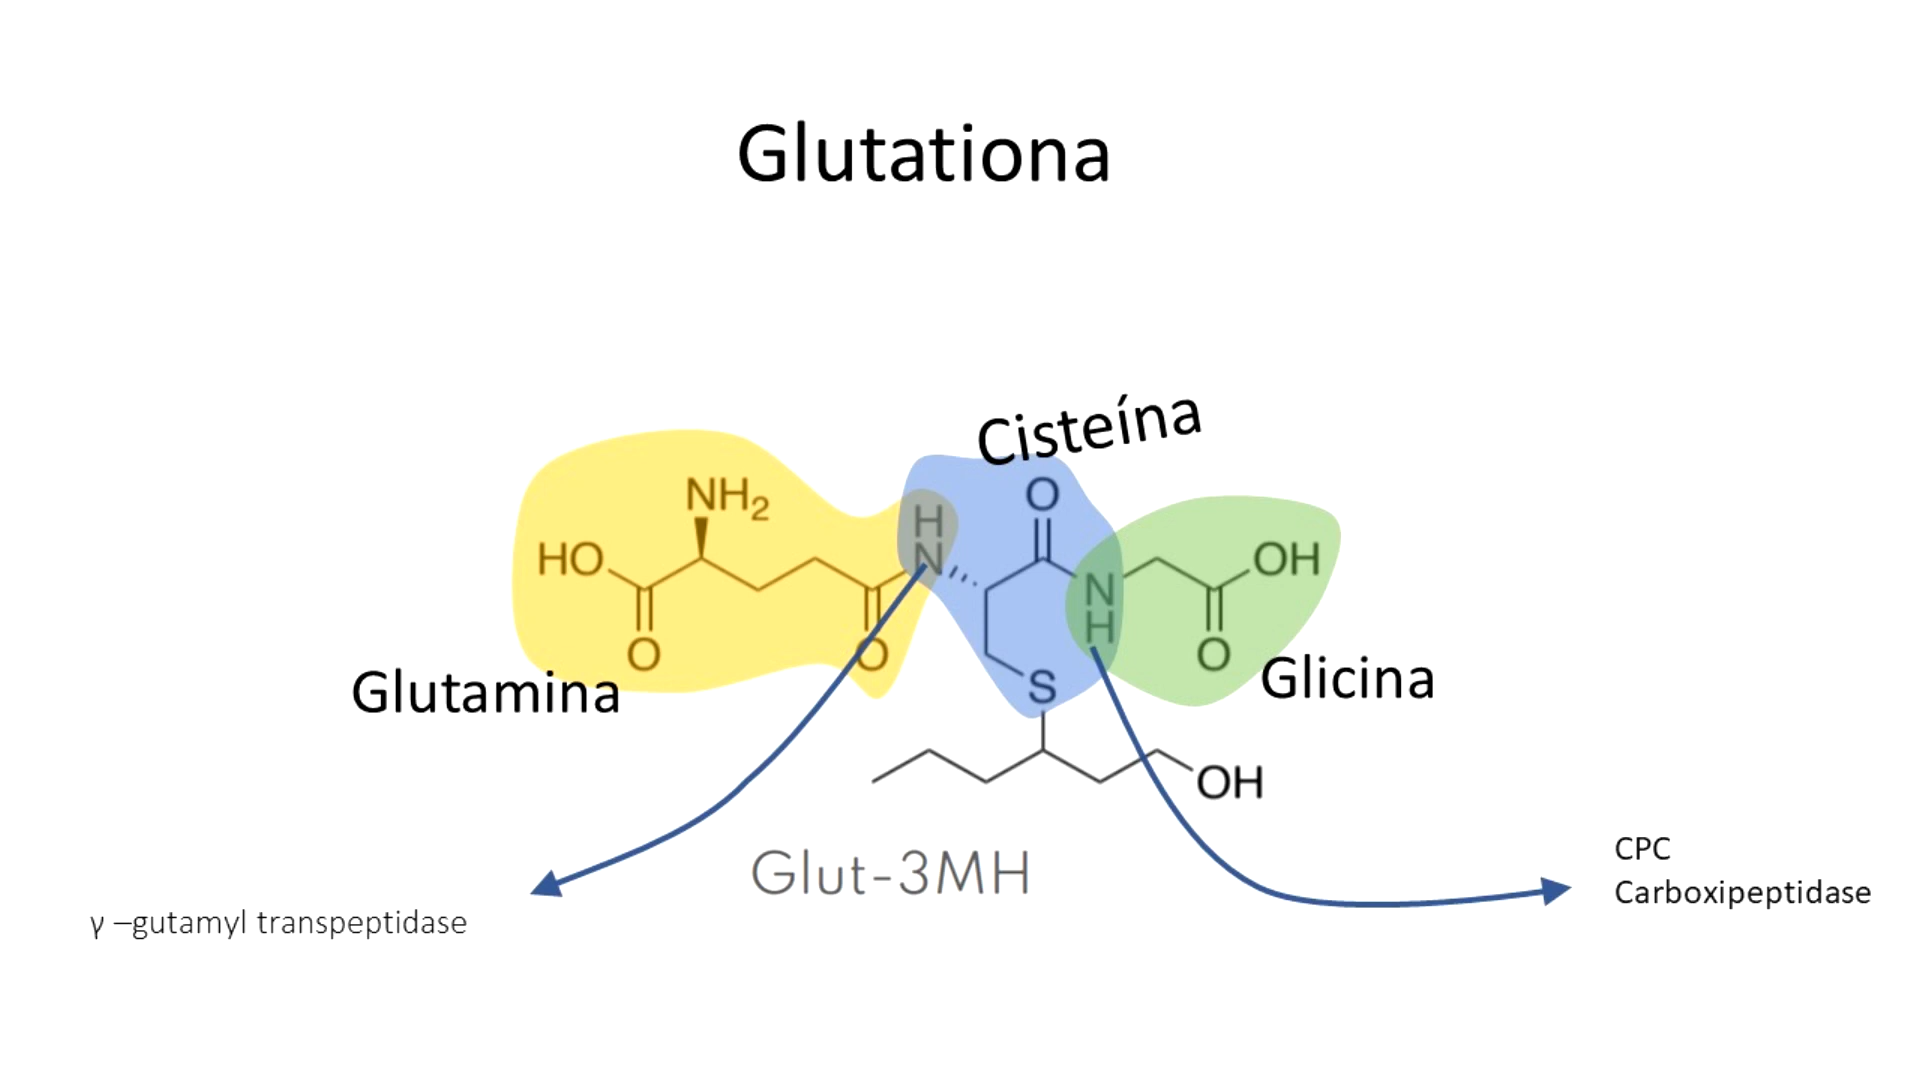 Glutationa
Cisteína
NH2
H
N
O
HO
O
O
N
H
OH
O
S
Glutamina
Glicina
OH
Glut-3MH
γ –gutamyl transpeptidase
CPC
Carboxipeptidase